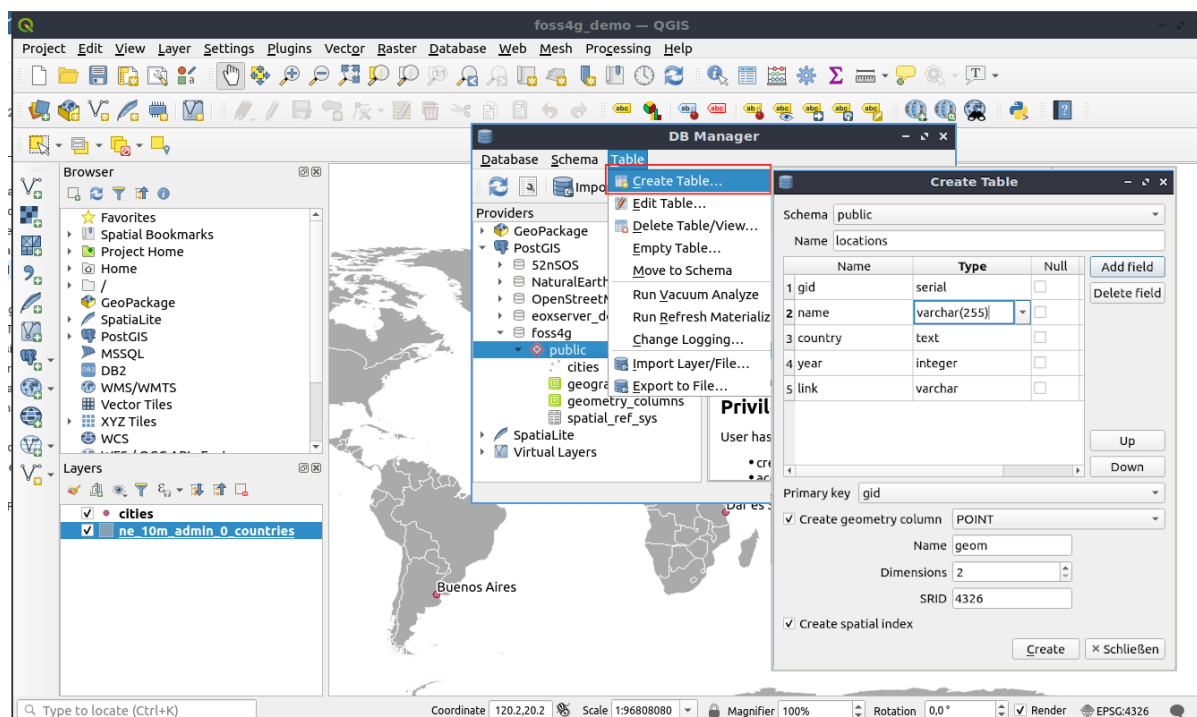 foss4g_demo — QGIS
Project Edit View Layer Settings Plugins Vector Raster Database Web Mesh Processing Help
DB Manager
Database Schema Table
Impo
Create Table...
Edit Table...
Delete Table/View...
Empty Table...
Move to Schema
Run Vacuum Analyze
Run Refresh Materializ
Change Logging...
Import Layer/File...
Export to File...
Providers
GeoPackage
PostGIS
52nSOS
NaturalEarth
OpenStreetM
eoxserver_de
foss4g
public
cities
geogra
geometry_columns
spatial_ref_sys
SpatiaLite
Virtual Layers
Privil
User has
• cre
• acc
Browser
Favorites
Spatial Bookmarks
Project Home
Home
/
GeoPackage
SpatiaLite
PostGIS
MSSQL
DB2
WMS/WMTS
Vector Tiles
XYZ Tiles
WCS
Layers
cities
ne_10m_admin_0_countries
Buenos Aires
Dar es
Create Table
Schema public
Name locations
Name Type Null
1 gid serial
2 name varchar(255)
3 country text
4 year integer
5 link varchar
Add field
Delete field
Up
Down
Primary key gid
Create geometry column POINT
Name geom
Dimensions 2
SRID 4326
Create spatial index
Create
Schließen
Type to locate (Ctrl+K)
Coordinate 120.2,20.2 Scale 1:96808080 Magnifier 100% Rotation 0,0° Render EPSG:4326